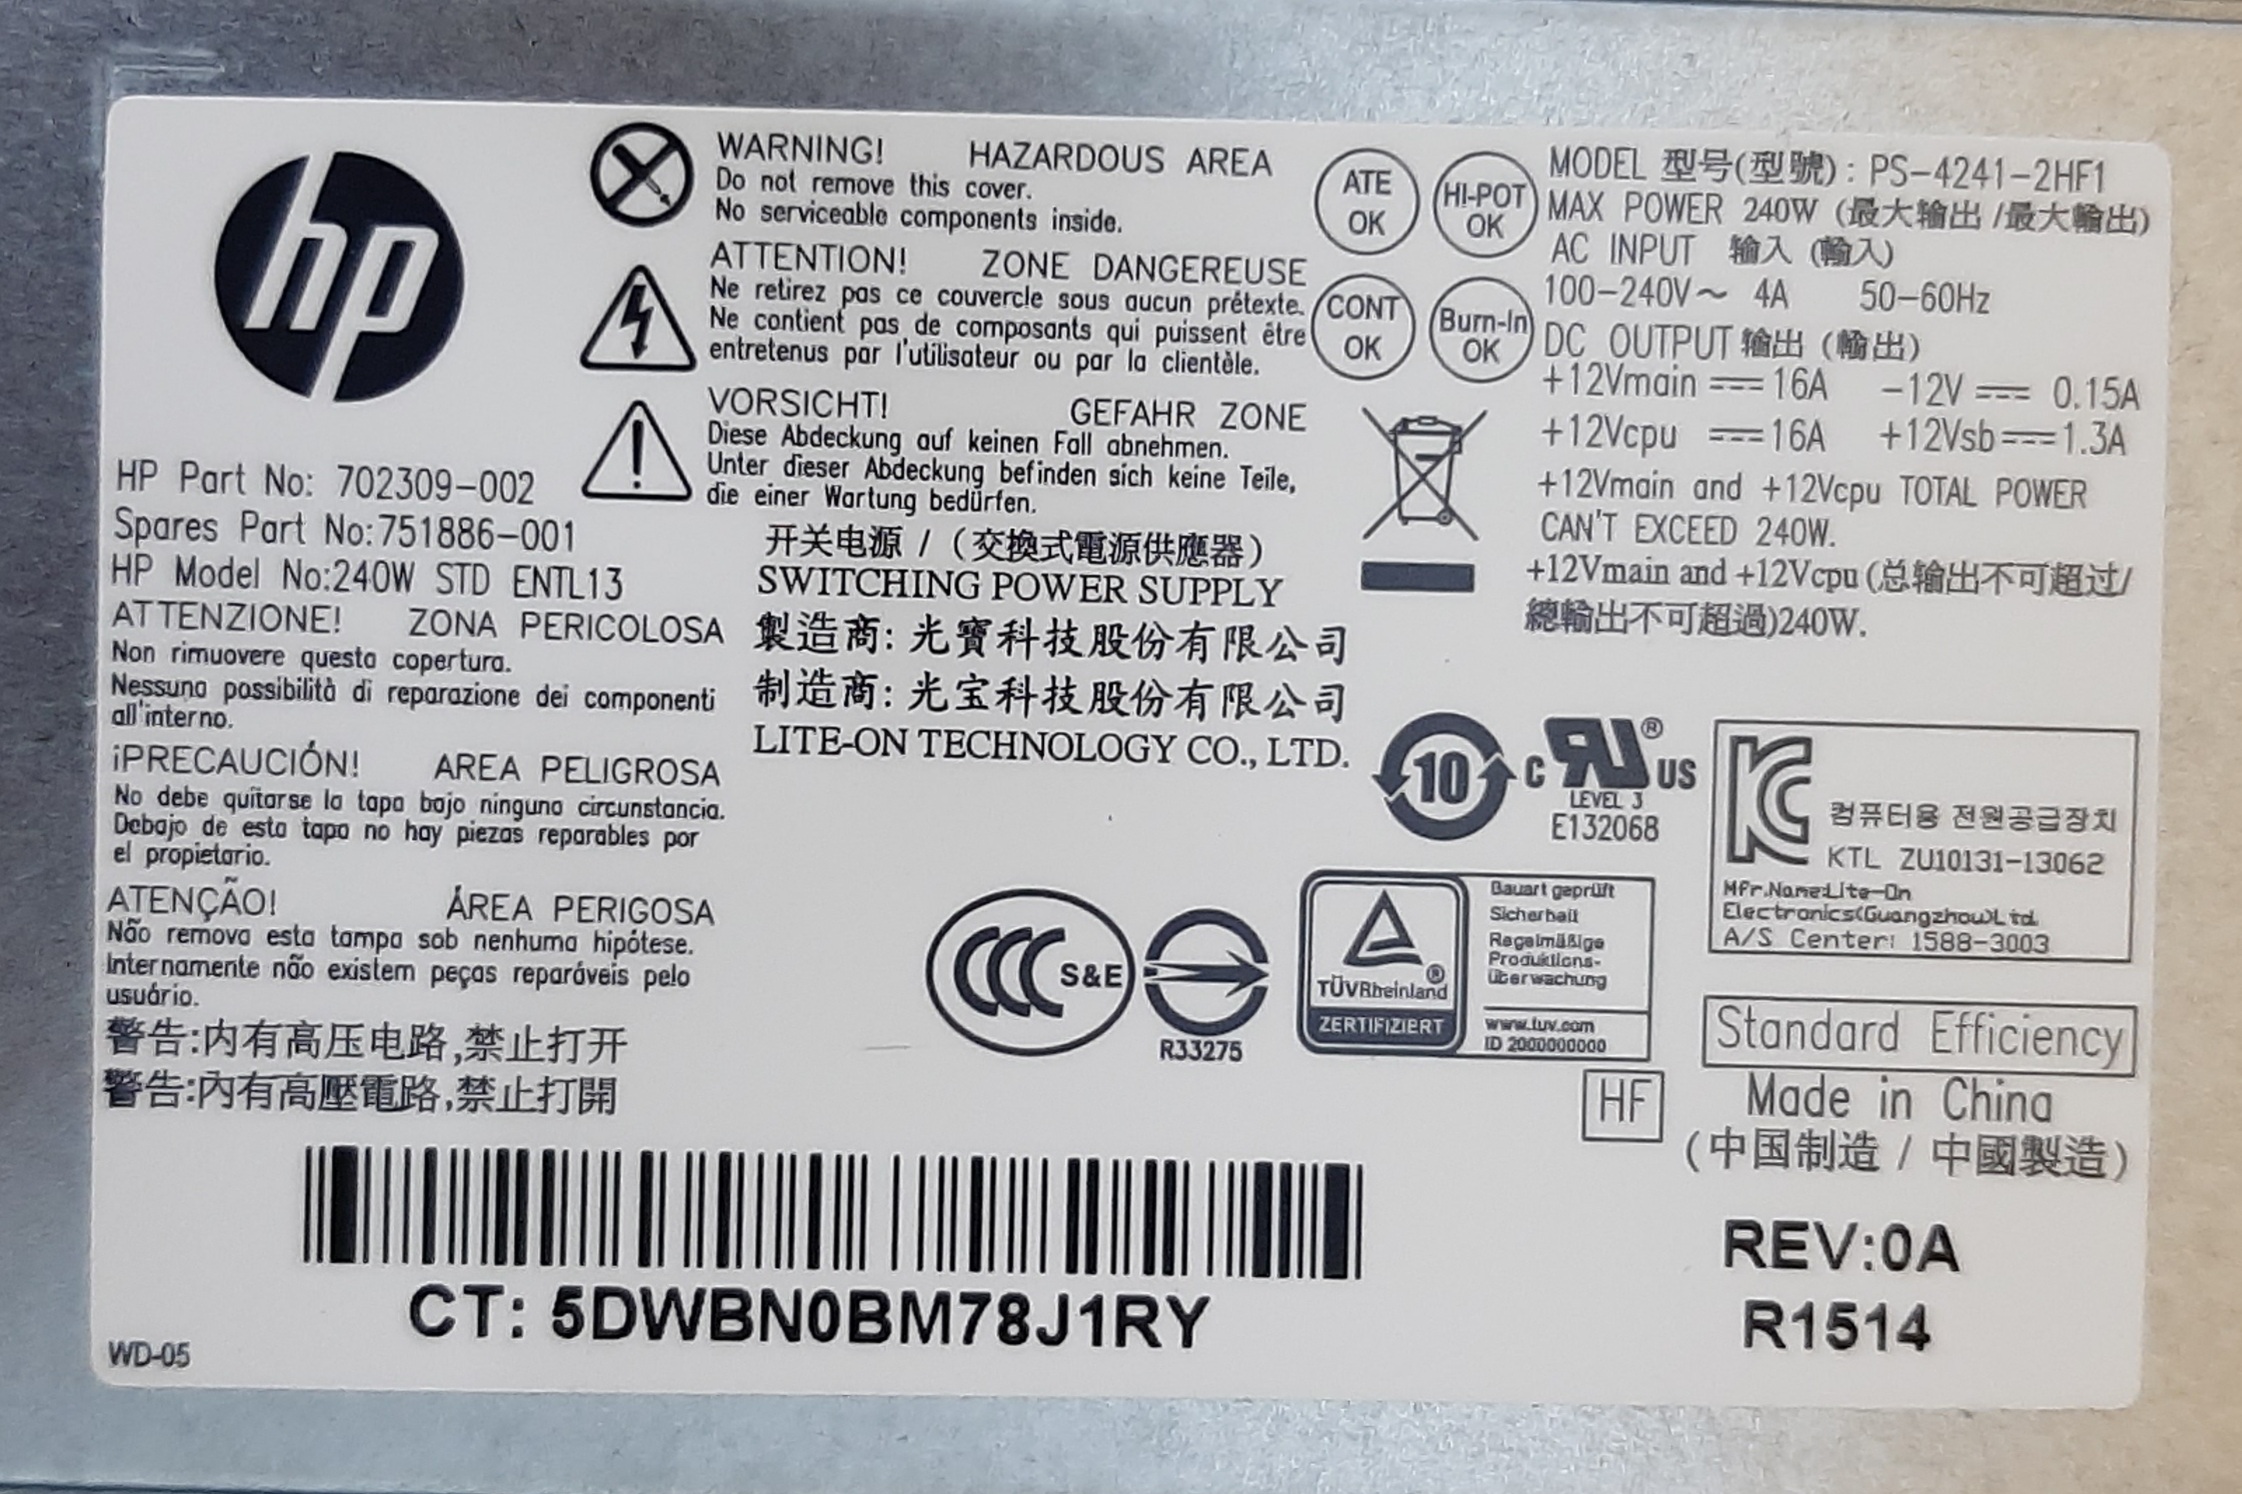 hp
HP Part No: 702309-002
Spares Part No:751886-001
HP Model No:240W STD ENTL13
ATTENZIONE! ZONA PERICOLOSA
Non rimuovere questa copertura.
Nessuna possibilità di reparazione dei componenti
all'interno.
¡PRECAUCIÓN! AREA PELIGROSA
No debe quitarse la tapa bajo ninguna circunstancia.
Debajo de esta tapa no hay piezas reparables por
el propietario.
ATENÇÃO! ÁREA PERIGOSA
Não remova esta tampa sob nenhuma hipótese.
Internamente não existem peças reparáveis pelo
usuário.
警告:内有高压电路,禁止打开
警告:內有高壓電路,禁止打開
WARNING! HAZARDOUS AREA
Do not remove this cover.
No serviceable components inside.
ATTENTION! ZONE DANGEREUSE
Ne retirez pas ce couvercle sous aucun prétexte.
Ne contient pas de composants qui puissent être
entretenus par l'utilisateur ou par la clientèle.
VORSICHT! GEFAHR ZONE
Diese Abdeckung auf keinen Fall abnehmen.
Unter dieser Abdeckung befinden sich keine Teile,
die einer Wartung bedürfen.
开关电源 / (交換式電源供應器)
SWITCHING POWER SUPPLY
製造商: 光寶科技股份有限公司
制造商: 光宝科技股份有限公司
LITE-ON TECHNOLOGY CO., LTD.
ATE OK
HI-POT OK
CONT OK
Burn-In OK
MODEL 型号(型號) : PS-4241-2HF1
MAX POWER 240W (最大输出 /最大輸出)
AC INPUT 输入 (輸入)
100-240V~ 4A 50-60Hz
DC OUTPUT 输出 (輸出)
+12Vmain ⎓ 16A -12V ⎓ 0.15A
+12Vcpu ⎓ 16A +12Vsb ⎓ 1.3A
+12Vmain and +12Vcpu TOTAL POWER
CAN'T EXCEED 240W.
+12Vmain and +12Vcpu (总输出不可超过/
總輸出不可超過)240W.
10
c RU ® US
LEVEL 3
E132068
KC
컴퓨터용 전원공급장치
KTL ZU10131-13062
Mfr.Name:Lite-On
Electronics(Guangzhou)Ltd.
A/S Center: 1588-3003
CCC S&E
R33275
TÜVRheinland ®
ZERTIFIZIERT
Bauart geprüft
Sicherheit
Regelmäßige
Produktions-
überwachung
www.tuv.com
ID 2000000000
Standard Efficiency
HF
Made in China
(中国制造 / 中國製造)
CT: 5DWBN0BM78J1RY
REV:0A
R1514
WD-05